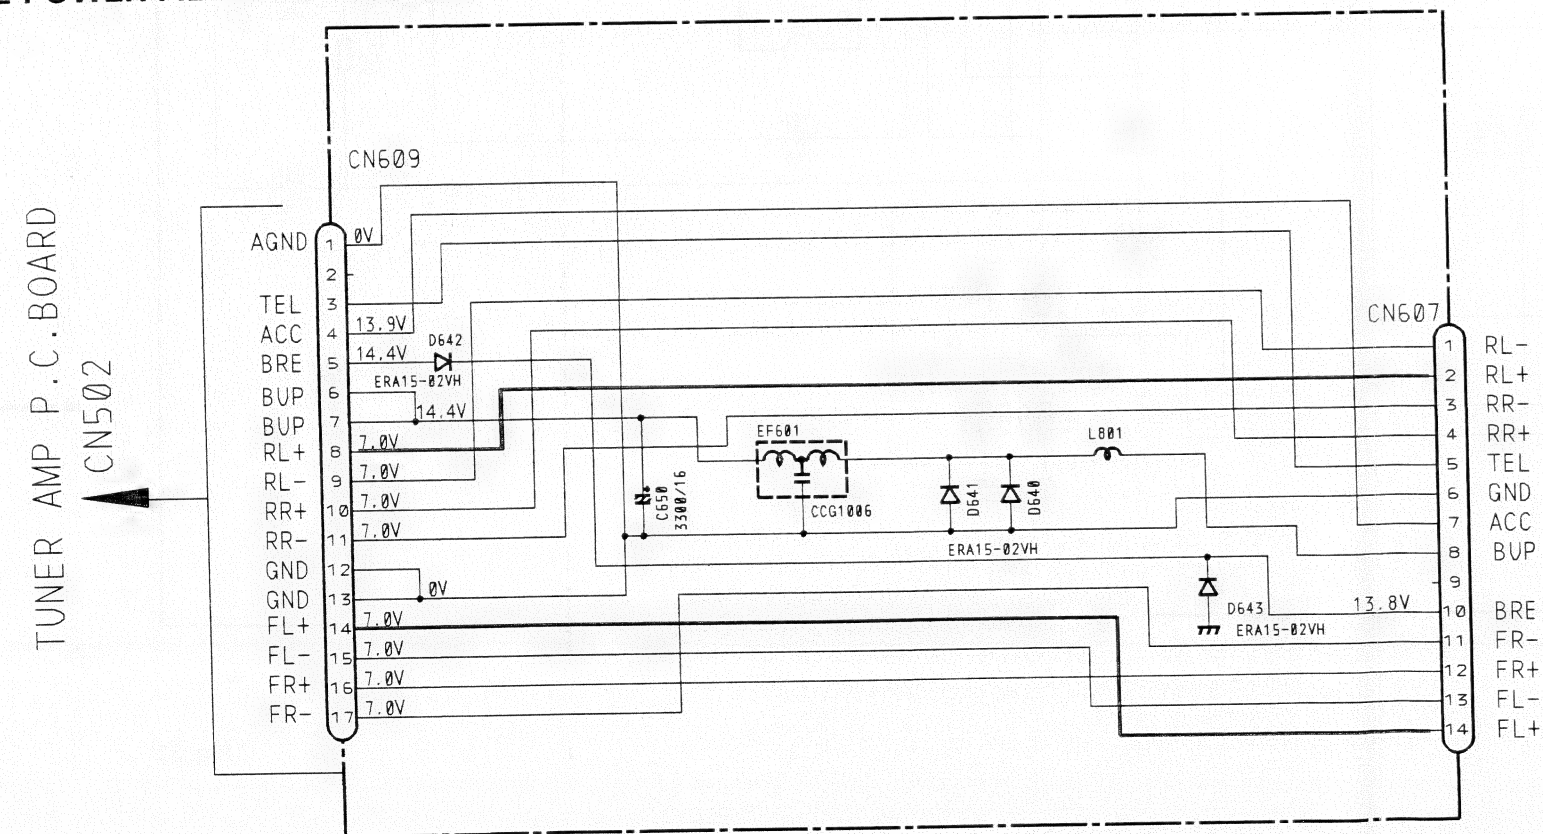 CN609
AGND 1 0V
2
TEL 3
ACC 4 13.9V
BRE 5 14.4V
D642
ERA15-02VH
BUP 6
BUP 7 14.4V
RL+ 8 7.0V
RL- 9 7.0V
RR+ 10 7.0V
RR- 11 7.0V
GND 12
GND 13 0V
FL+ 14 7.0V
FL- 15 7.0V
FR+ 16 7.0V
FR- 17 7.0V
TUNER AMP P.C.BOARD
CN502
C650
3300/16
EF601
CCG1006
D641
D640
ERA15-02VH
L801
D643
ERA15-02VH
13.8V
CN607
1 RL-
2 RL+
3 RR-
4 RR+
5 TEL
6 GND
7 ACC
8 BUP
9
10 BRE
11 FR-
12 FR+
13 FL-
14 FL+